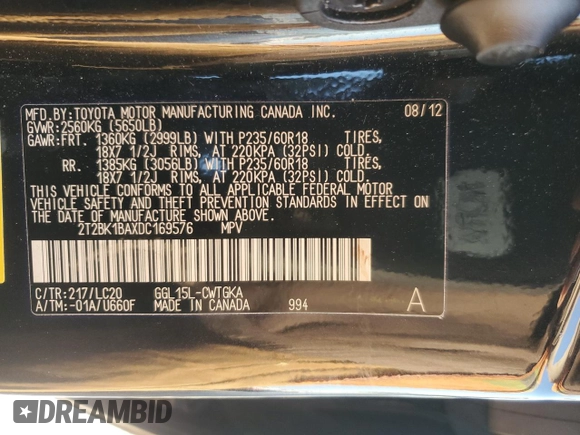 MFD.BY:TOYOTA MOTOR MANUFACTURING CANADA INC. 08/12
GVWR:2560KG (5650LB)
GAWR:FRT. 1360KG (2999LB) WITH P235/60R18 TIRES,
18X7 1/2J RIMS, AT 220KPA (32PSI) COLD.
RR. 1385KG (3056LB) WITH P235/60R18 TIRES,
18X7 1/2J RIMS, AT 220KPA (32PSI) COLD.
THIS VEHICLE CONFORMS TO ALL APPLICABLE FEDERAL MOTOR
VEHICLE SAFETY AND THEFT PREVENTION STANDARDS IN EFFECT ON
THE DATE OF MANUFACTURE SHOWN ABOVE.
2T2BK1BAXDC169576 MPV
C/TR:217/LC20 GGL15L-CWTGKA
A/TM:-01A/U660F MADE IN CANADA 994 A
DREAMBID